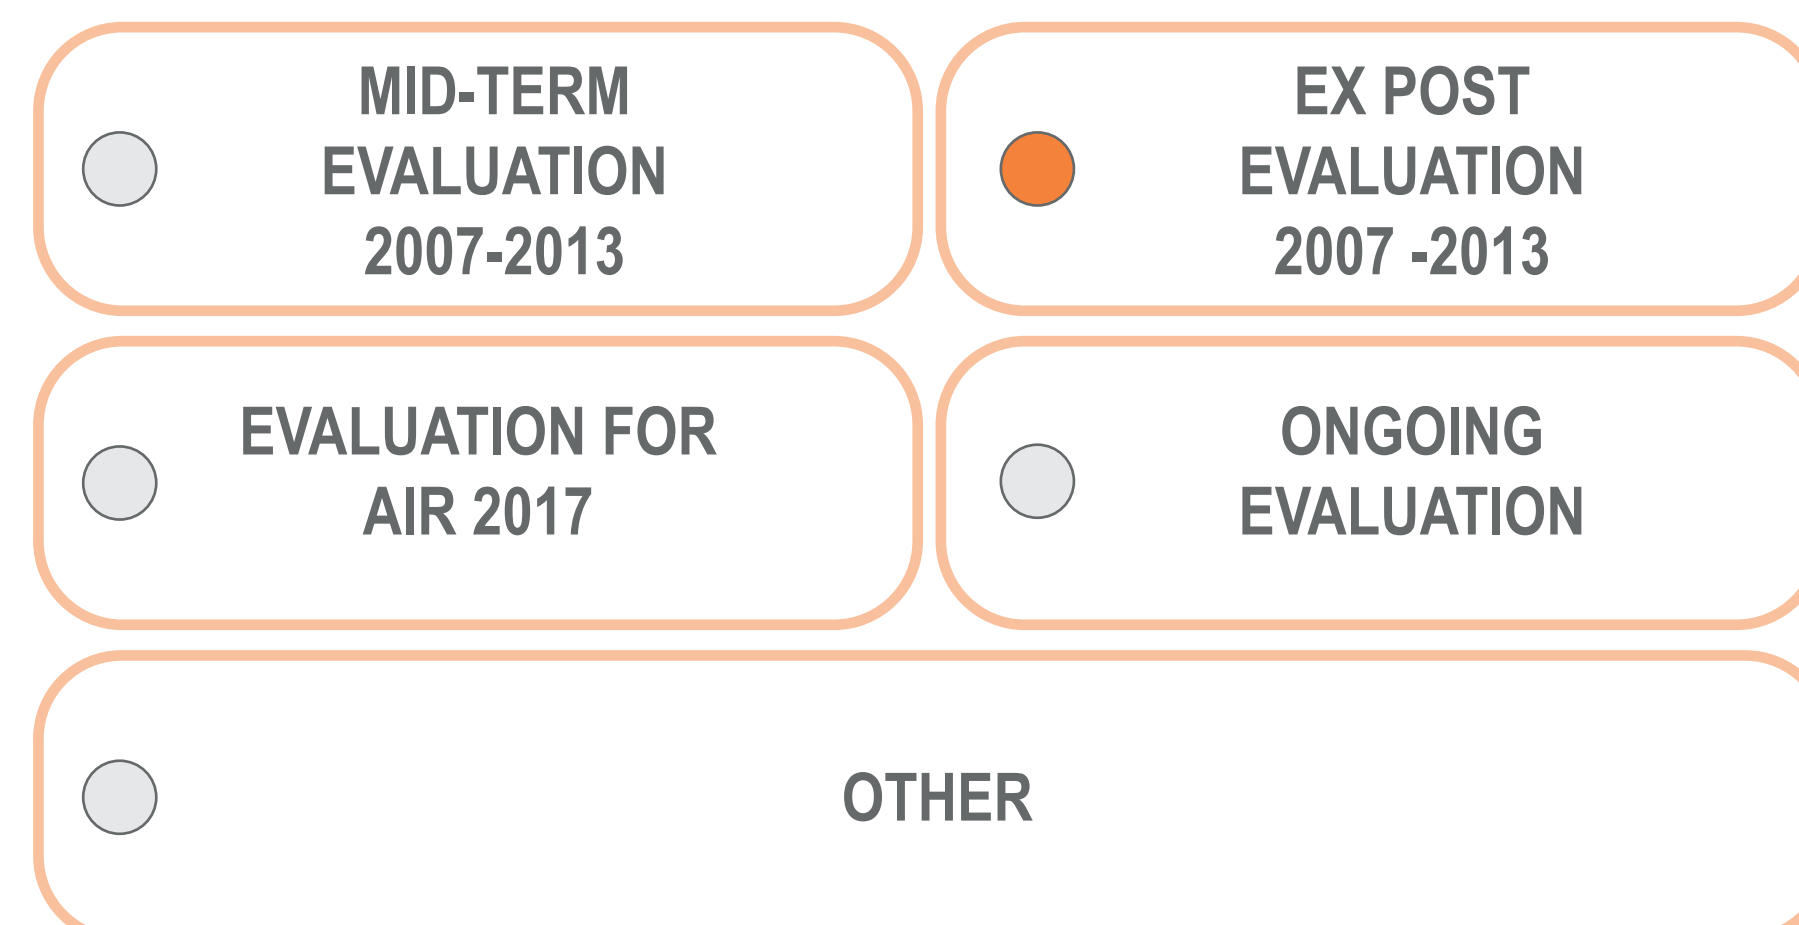 MID-TERM
EVALUATION
2007-2013
EX POST
EVALUATION
2007 -2013
EVALUATION FOR
AIR 2017
ONGOING
EVALUATION
OTHER